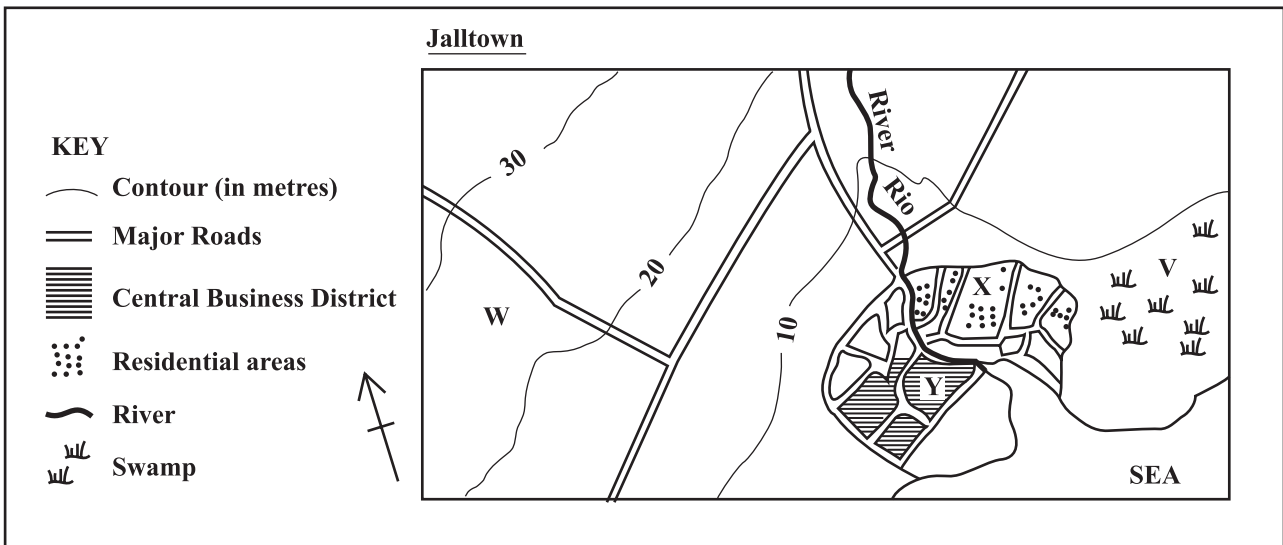 Jalltown
KEY
Contour (in metres)
Major Roads
Central Business District
Residential areas
River
Swamp
30
20
10
W
River
Rio
X
Y
V
SEA